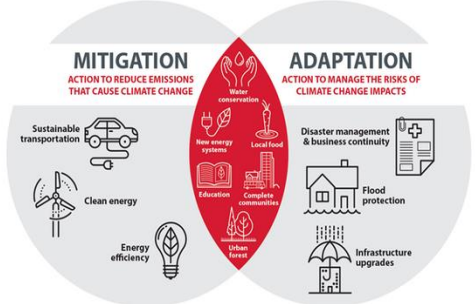 MITIGATION
ACTION TO REDUCE EMISSIONS
THAT CAUSE CLIMATE CHANGE
Sustainable
transportation
Clean energy
Energy
efficiency
Water
conservation
New energy
systems
Local food
Education
Complete
communities
Urban
forest
ADAPTATION
ACTION TO MANAGE THE RISKS OF
CLIMATE CHANGE IMPACTS
Disaster management
& business continuity
Flood
protection
Infrastructure
upgrades